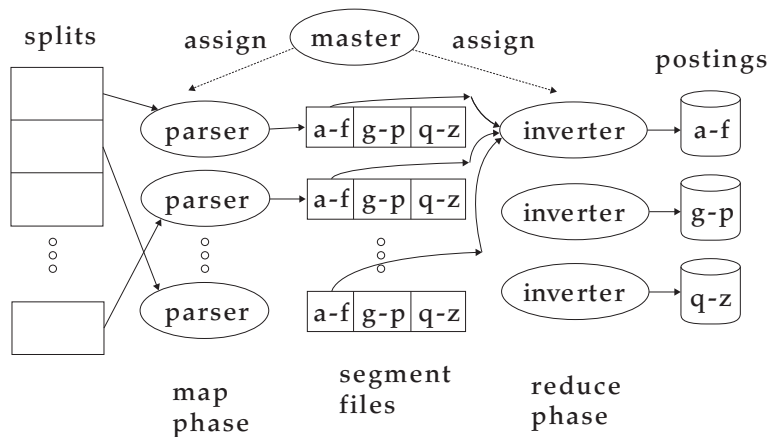 splits
assign
master
assign
postings
parser
a-f g-p q-z
inverter
a-f
parser
a-f g-p q-z
inverter
g-p
parser
a-f g-p q-z
inverter
q-z
map
phase
segment
files
reduce
phase